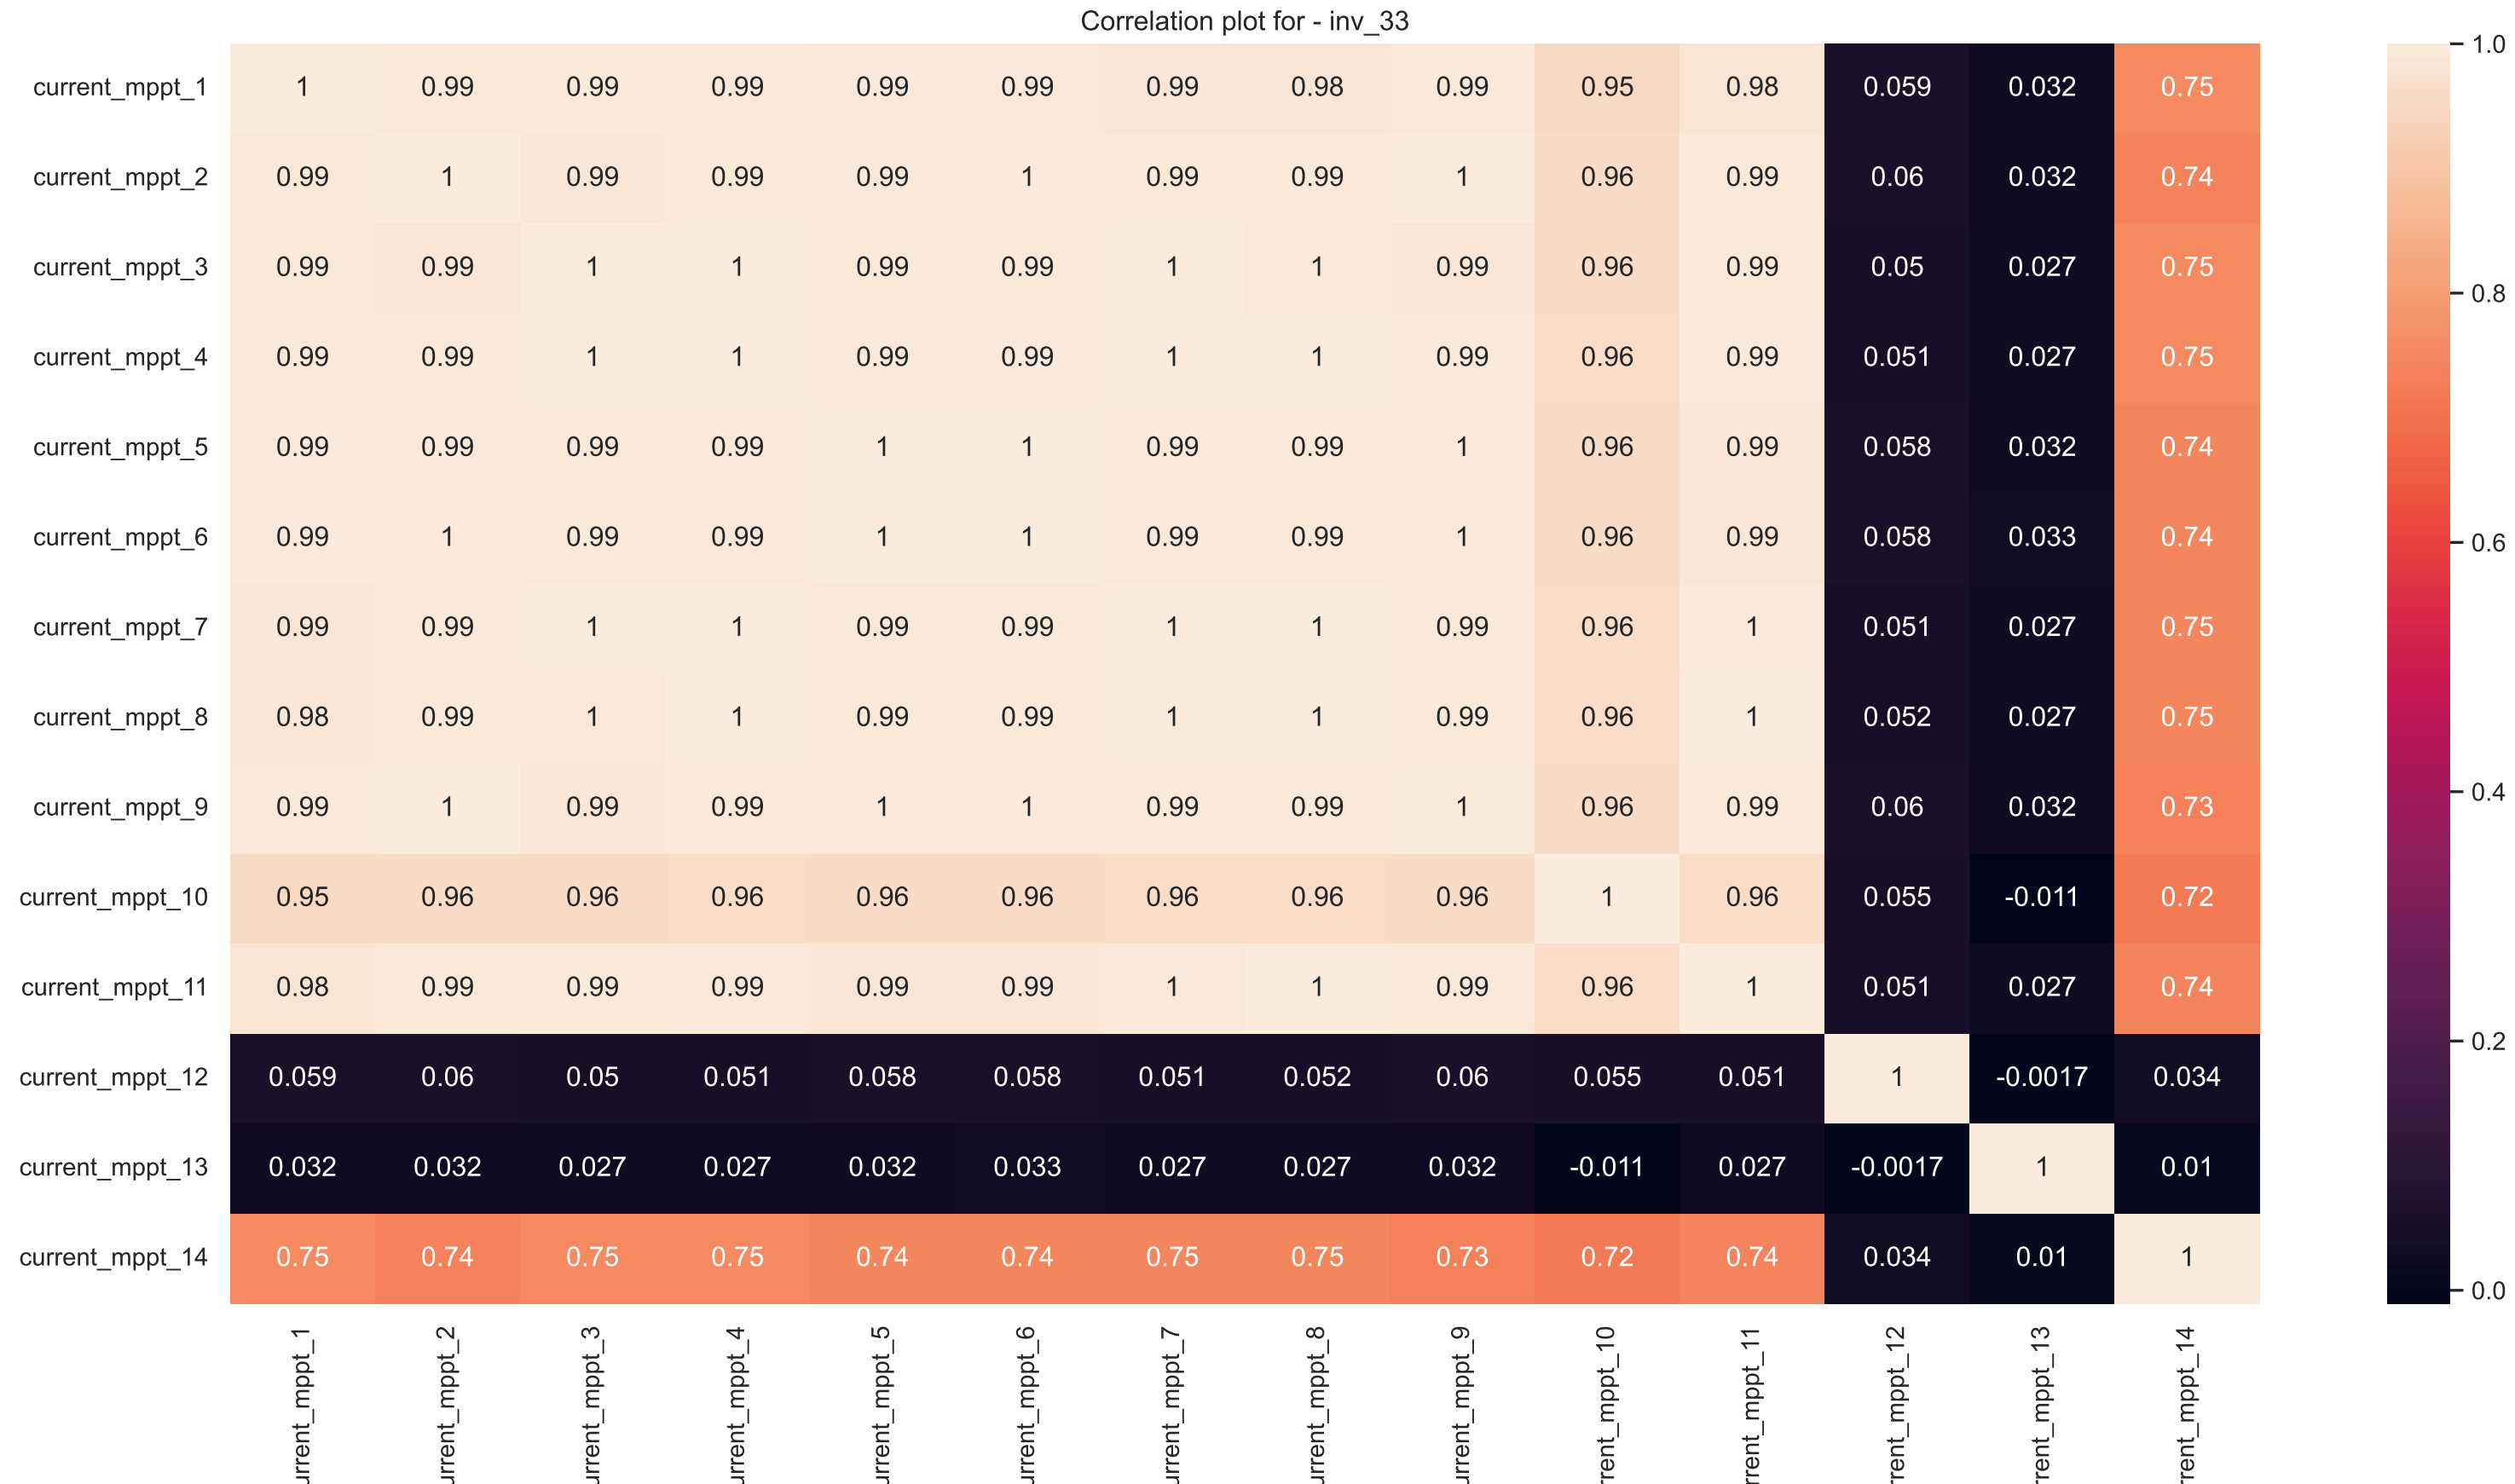 Correlation plot for - inv_33
current_mppt_1 1 0.99 0.99 0.99 0.99 0.99 0.99 0.98 0.99 0.95 0.98 0.059 0.032 0.75
current_mppt_2 0.99 1 0.99 0.99 0.99 1 0.99 0.99 1 0.96 0.99 0.06 0.032 0.74
current_mppt_3 0.99 0.99 1 1 0.99 0.99 1 1 0.99 0.96 0.99 0.05 0.027 0.75
current_mppt_4 0.99 0.99 1 1 0.99 0.99 1 1 0.99 0.96 0.99 0.051 0.027 0.75
current_mppt_5 0.99 0.99 0.99 0.99 1 1 0.99 0.99 1 0.96 0.99 0.058 0.032 0.74
current_mppt_6 0.99 1 0.99 0.99 1 1 0.99 0.99 1 0.96 0.99 0.058 0.033 0.74
current_mppt_7 0.99 0.99 1 1 0.99 0.99 1 1 0.99 0.96 1 0.051 0.027 0.75
current_mppt_8 0.98 0.99 1 1 0.99 0.99 1 1 0.99 0.96 1 0.052 0.027 0.75
current_mppt_9 0.99 1 0.99 0.99 1 1 0.99 0.99 1 0.96 0.99 0.06 0.032 0.73
current_mppt_10 0.95 0.96 0.96 0.96 0.96 0.96 0.96 0.96 0.96 1 0.96 0.055 -0.011 0.72
current_mppt_11 0.98 0.99 0.99 0.99 0.99 0.99 1 1 0.99 0.96 1 0.051 0.027 0.74
current_mppt_12 0.059 0.06 0.05 0.051 0.058 0.058 0.051 0.052 0.06 0.055 0.051 1 -0.0017 0.034
current_mppt_13 0.032 0.032 0.027 0.027 0.032 0.033 0.027 0.027 0.032 -0.011 0.027 -0.0017 1 0.01
current_mppt_14 0.75 0.74 0.75 0.75 0.74 0.74 0.75 0.75 0.73 0.72 0.74 0.034 0.01 1
urrent_mppt_1
urrent_mppt_2
urrent_mppt_3
urrent_mppt_4
urrent_mppt_5
urrent_mppt_6
urrent_mppt_7
urrent_mppt_8
urrent_mppt_9
rrent_mppt_10
rrent_mppt_11
rrent_mppt_12
rrent_mppt_13
rrent_mppt_14
1.0
0.8
0.6
0.4
0.2
0.0